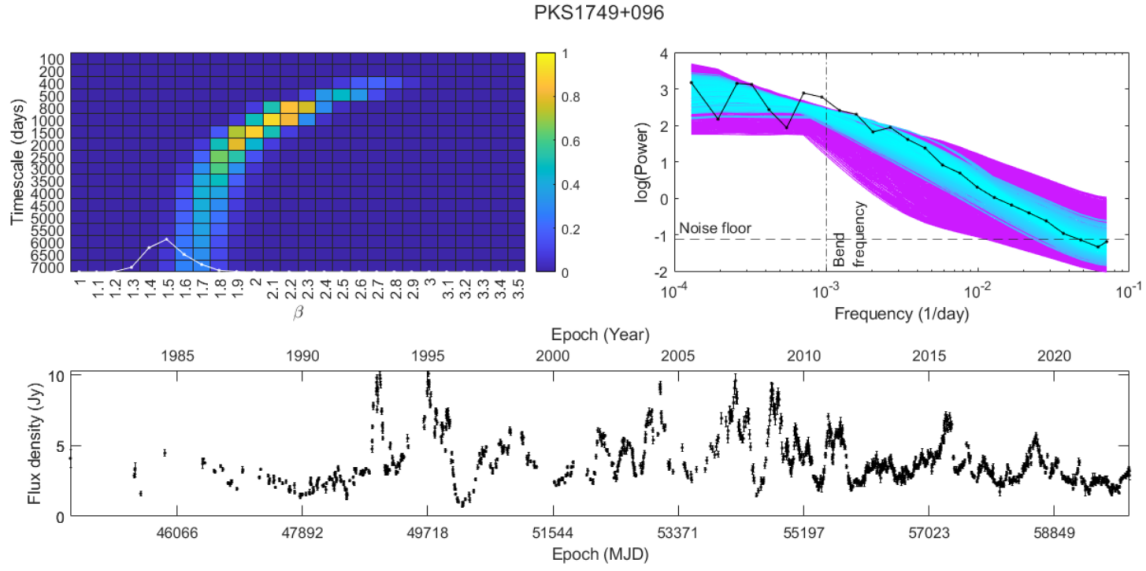 PKS1749+096
Timescale (days)
100
200
400
500
800
1000
1500
2000
2500
3000
3500
4000
4500
5000
5500
6000
6500
7000
1 1.1 1.2 1.3 1.4 1.5 1.6 1.7 1.8 1.9 2 2.1 2.2 2.3 2.4 2.5 2.6 2.7 2.8 2.9 3 3.1 3.2 3.3 3.4 3.5
β
1
0.8
0.6
0.4
0.2
0
log(Power)
4
3
2
1
0
-1
-2
Noise floor
Bend
frequency
10-4 10-3 10-2 10-1
Frequency (1/day)
Epoch (Year)
1985 1990 1995 2000 2005 2010 2015 2020
Flux density (Jy)
10
5
0
46066 47892 49718 51544 53371 55197 57023 58849
Epoch (MJD)